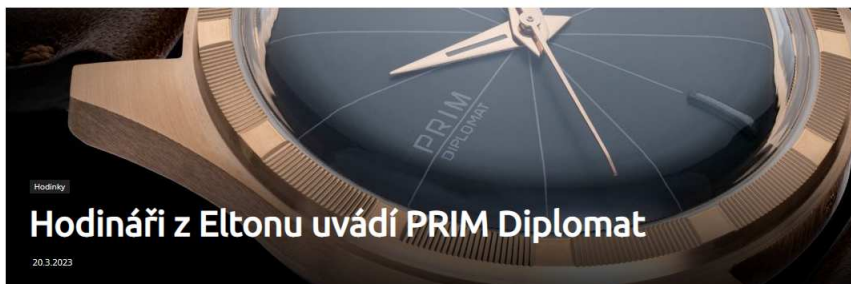 PRIM
DIPLOMAT
Hodinky
Hodináři z Eltonu uvádí PRIM Diplomat
20.3.2023